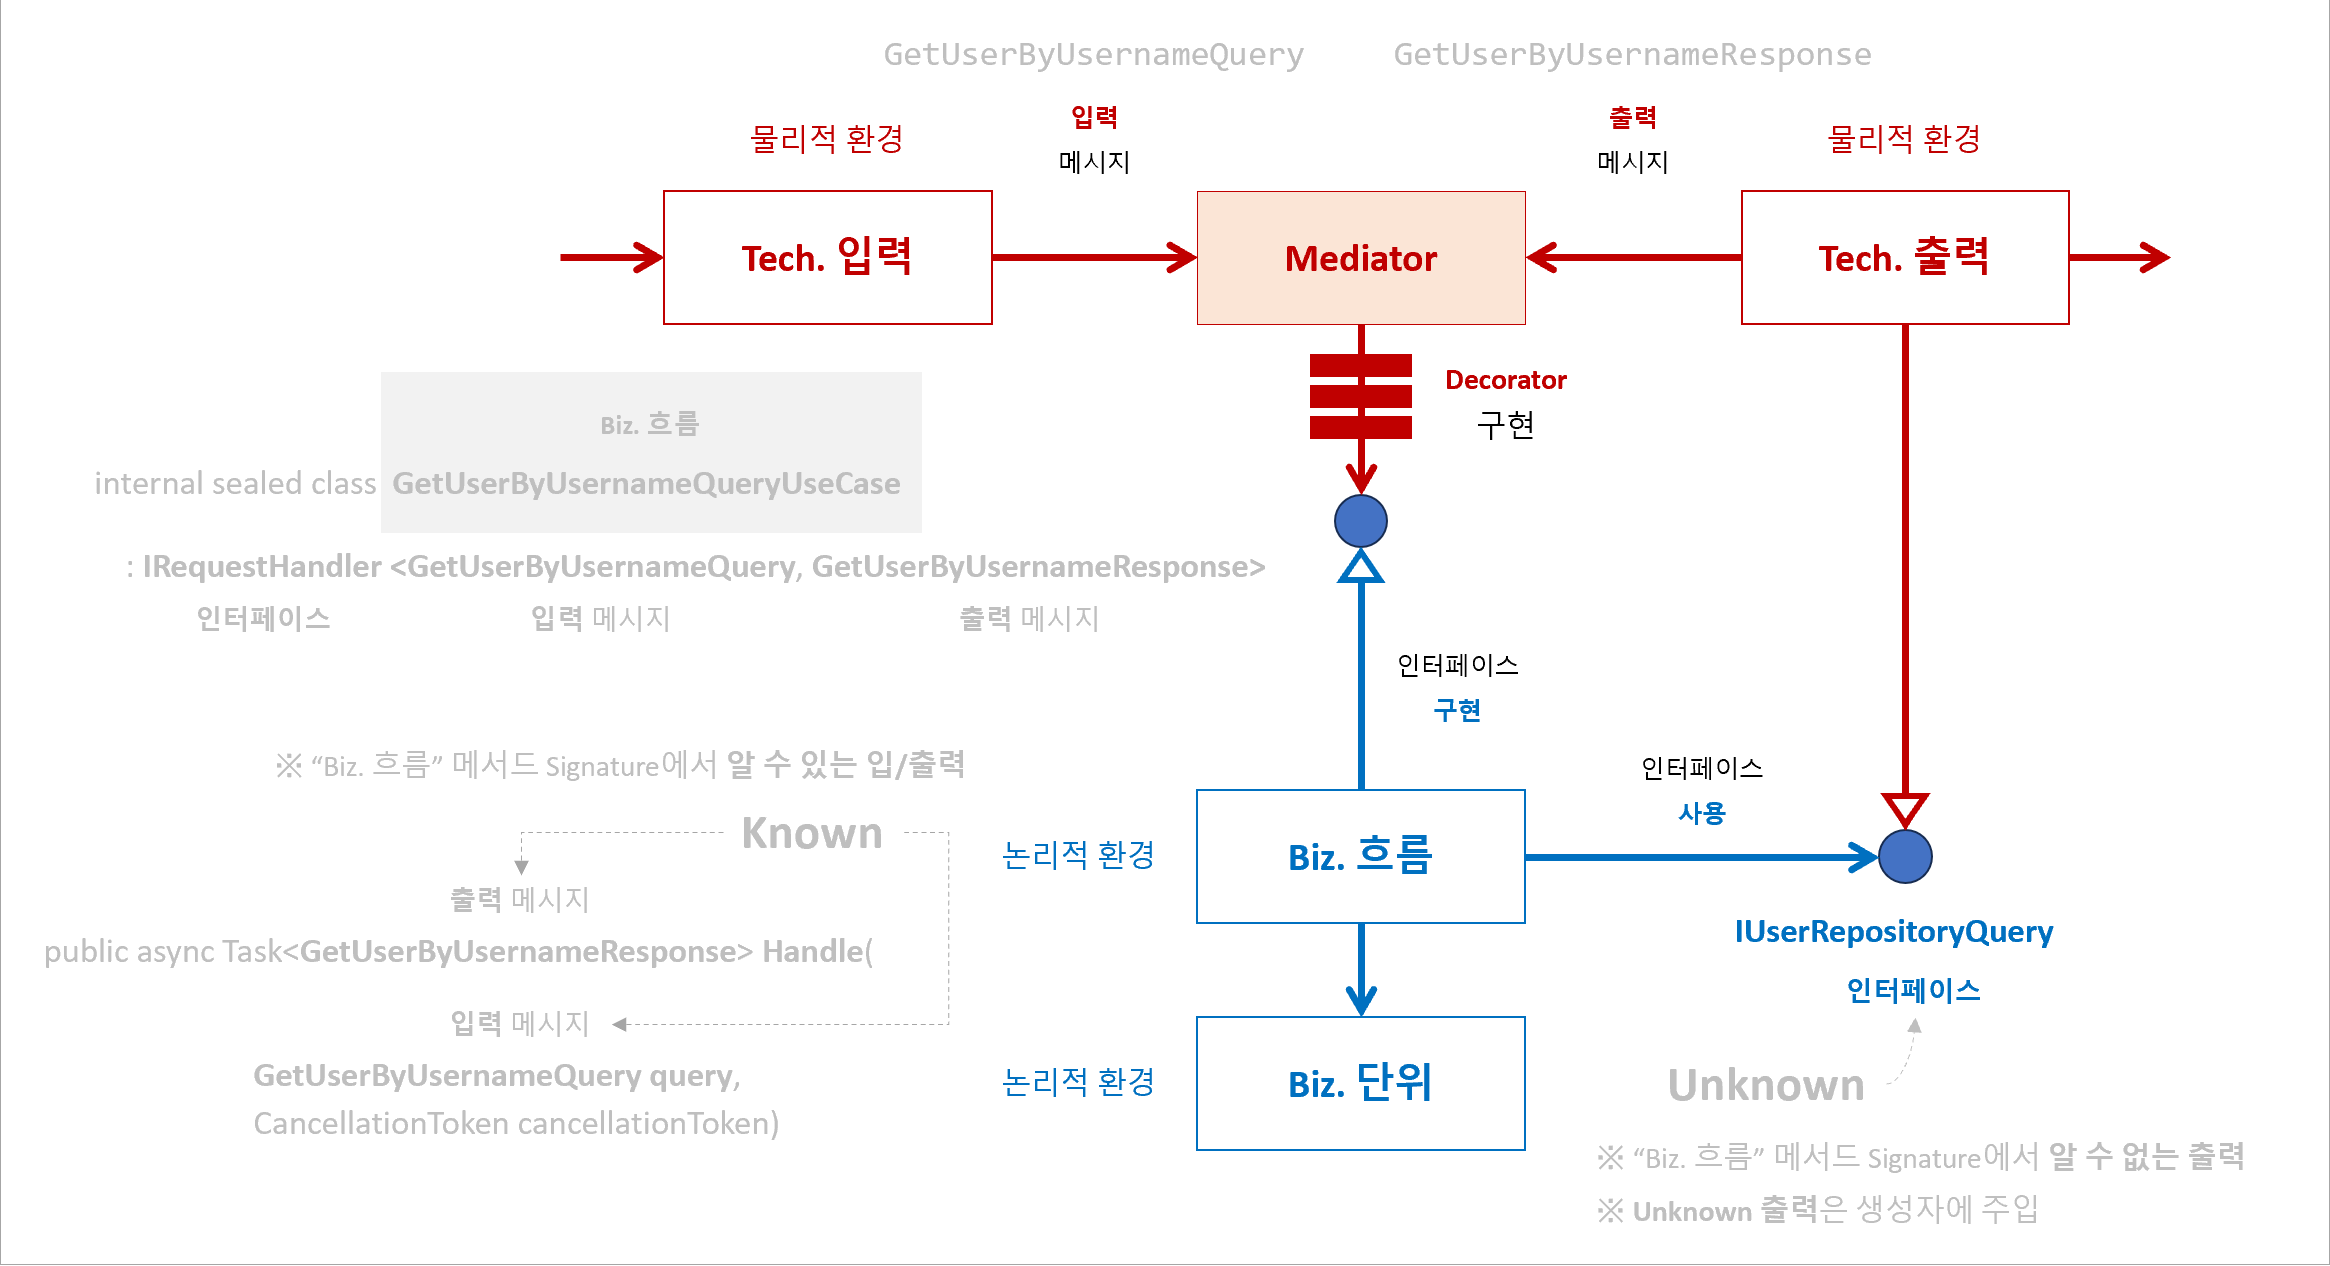 GetUserByUsernameQuery
GetUserByUsernameResponse
물리적 환경
입력
메시지
출력
메시지
물리적 환경
Tech. 입력
Mediator
Tech. 출력
Decorator
구현
Biz. 흐름
internal sealed class GetUserByUsernameQueryUseCase
: IRequestHandler <GetUserByUsernameQuery, GetUserByUsernameResponse>
인터페이스
입력 메시지
출력 메시지
인터페이스
구현
※ “Biz. 흐름” 메서드 Signature에서 알 수 있는 입/출력
Known
출력 메시지
public async Task<GetUserByUsernameResponse> Handle(
입력 메시지
GetUserByUsernameQuery query,
CancellationToken cancellationToken)
논리적 환경
Biz. 흐름
인터페이스
사용
IUserRepositoryQuery
인터페이스
논리적 환경
Biz. 단위
Unknown
※ “Biz. 흐름” 메서드 Signature에서 알 수 없는 출력
※ Unknown 출력은 생성자에 주입